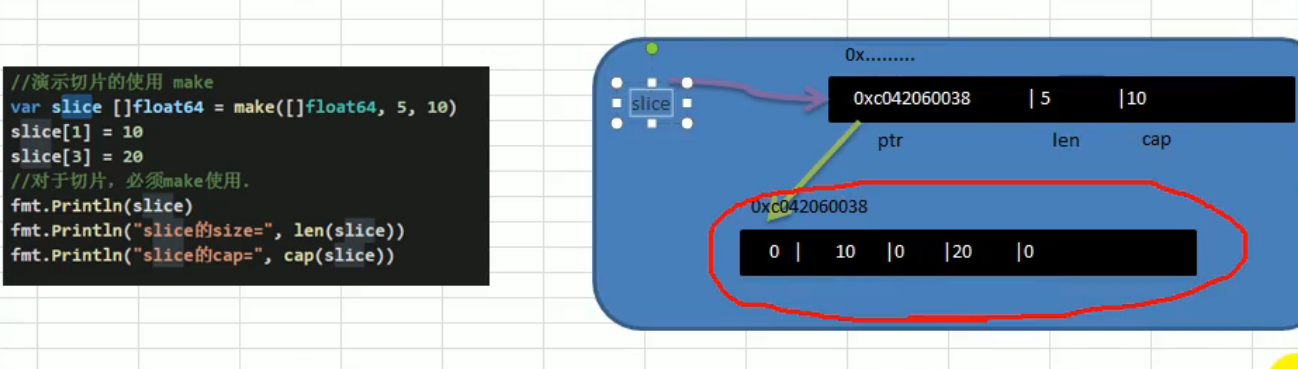 //演示切片的使用 make
var slice []float64 = make([]float64, 5, 10)
slice[1] = 10
slice[3] = 20
//对于切片，必须make使用.
fmt.Println(slice)
fmt.Println("slice的size=", len(slice))
fmt.Println("slice的cap=", cap(slice))
slice
0x.........
0xc042060038 |5 |10
ptr len cap
0xc042060038
0 | 10 |0 |20 |0